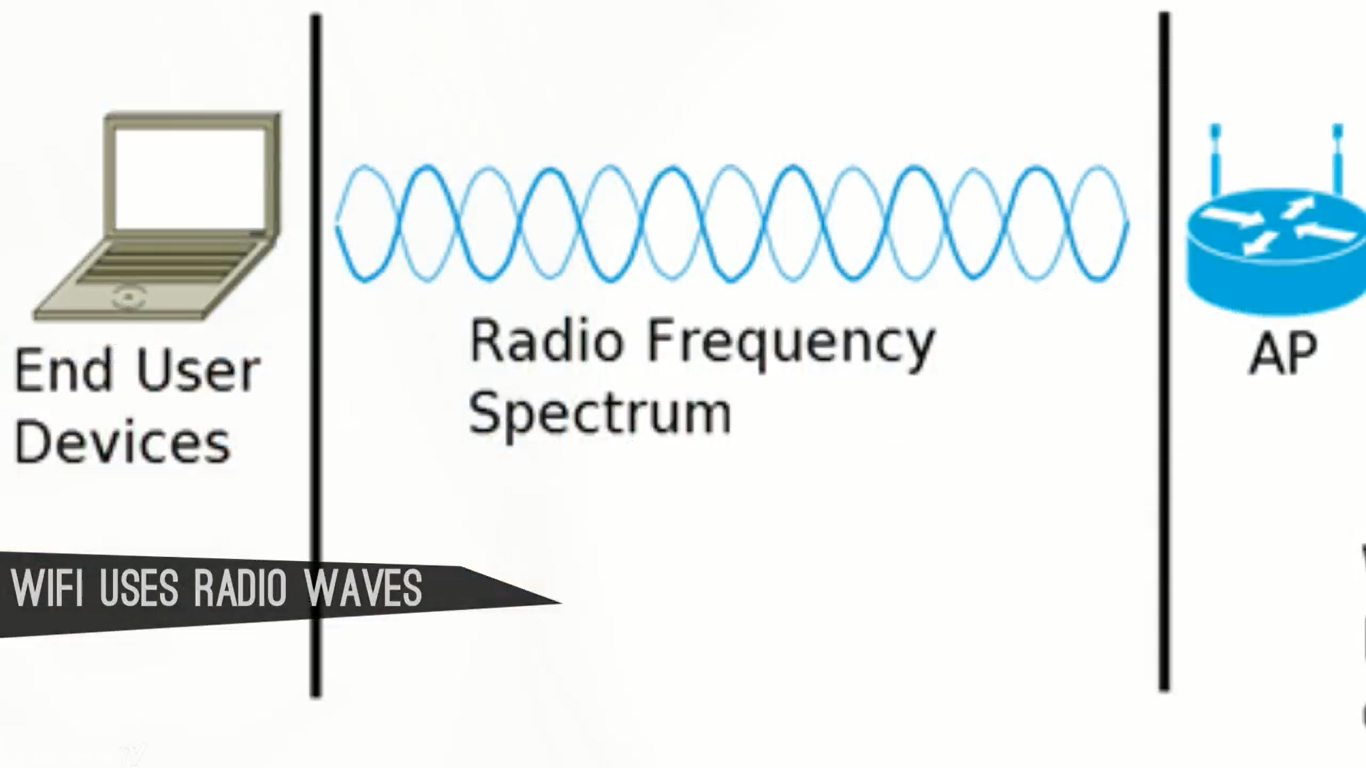 End User
Devices
Radio Frequency
Spectrum
AP
WIFI USES RADIO WAVES